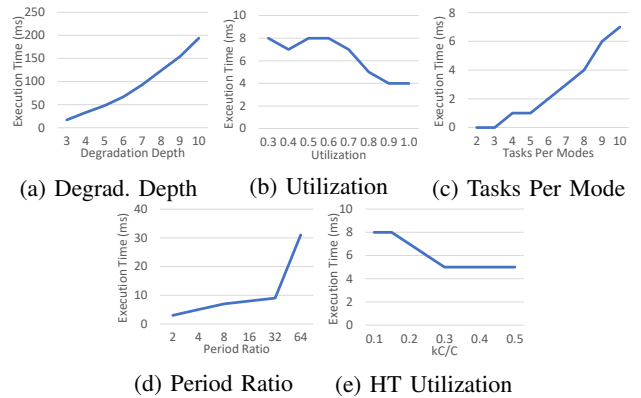 Execution Time (ms)
250
200
150
100
50
0
3 4 5 6 7 8 9 10
Degradation Depth
(a) Degrad. Depth
Exceution Time (ms)
10
8
6
4
2
0
0.3 0.4 0.5 0.6 0.7 0.8 0.9 1.0
Utilization
(b) Utilization
Execution Time (ms)
8
6
4
2
0
2 3 4 5 6 7 8 9 10
Tasks Per Modes
(c) Tasks Per Mode
Execution Time (ms)
40
30
20
10
0
2 4 8 16 32 64
Period Ratio
(d) Period Ratio
Execution Time (ms)
10
8
6
4
2
0
0.1 0.2 0.3 0.4 0.5
kC/C
(e) HT Utilization